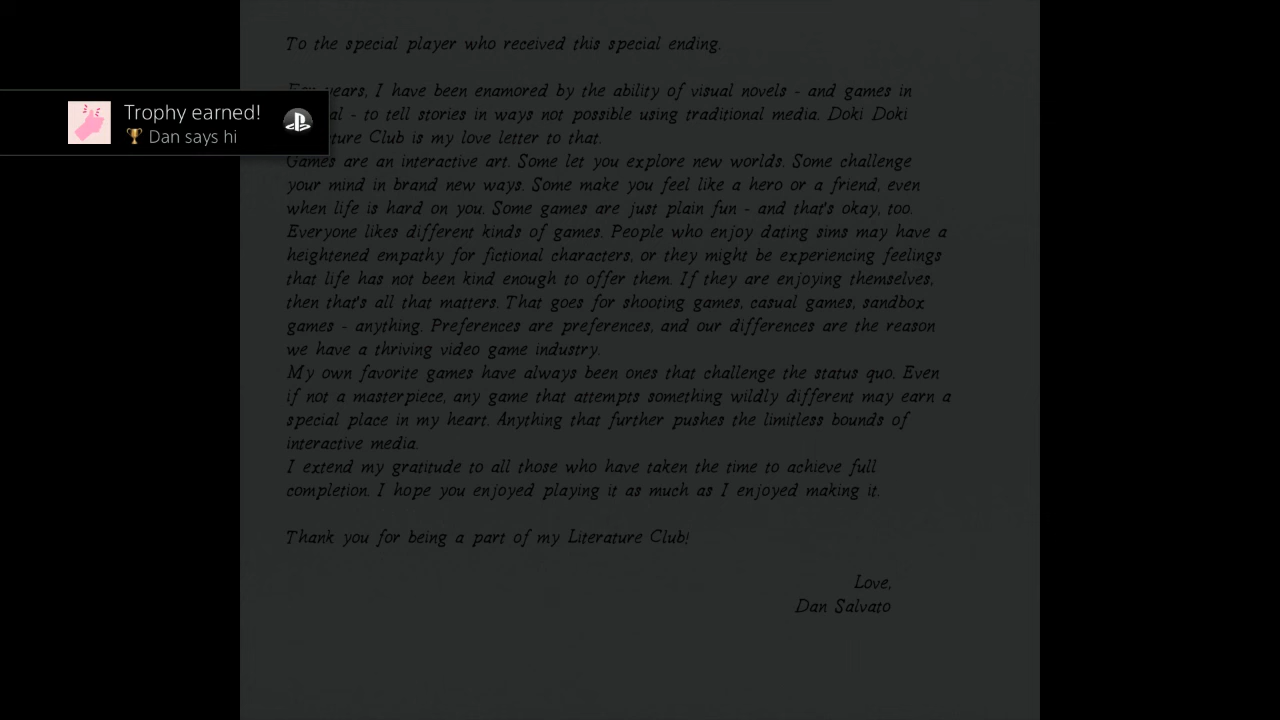 To the special player who received this special ending.
For years, I have been enamored by the ability of visual novels - and games in
al - to tell stories in ways not possible using traditional media. Doki Doki
ture Club is my love letter to that.
Games are an interactive art. Some let you explore new worlds. Some challenge
your mind in brand new ways. Some make you feel like a hero or a friend, even
when life is hard on you. Some games are just plain fun - and that's okay, too.
Everyone likes different kinds of games. People who enjoy dating sims may have a
heightened empathy for fictional characters, or they might be experiencing feelings
that life has not been kind enough to offer them. If they are enjoying themselves,
then that's all that matters. That goes for shooting games, casual games, sandbox
games - anything. Preferences are preferences, and our differences are the reason
we have a thriving video game industry.
My own favorite games have always been ones that challenge the status quo. Even
if not a masterpiece, any game that attempts something wildly different may earn a
special place in my heart. Anything that further pushes the limitless bounds of
interactive media.
I extend my gratitude to all those who have taken the time to achieve full
completion. I hope you enjoyed playing it as much as I enjoyed making it.
Thank you for being a part of my Literature Club!
Love,
Dan Salvato
Trophy earned!
Dan says hi